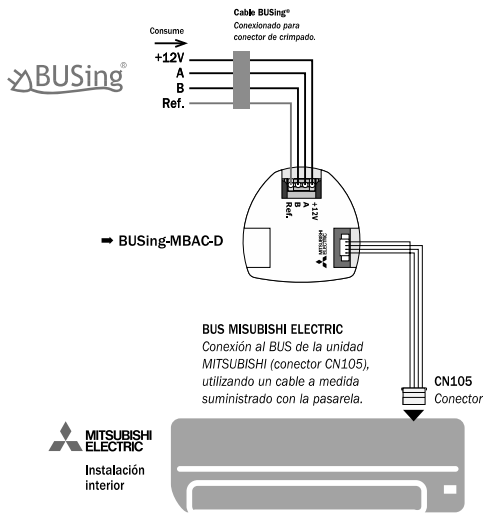 Cable BUSing®
Conexionado para
conector de crimpado.
Consume
+12V
A
B
Ref.
BUSing®
Ref.
B
A
+12V
MITSUBISHI
ELECTRIC
➡ BUSing-MBAC-D
BUS MISUBISHI ELECTRIC
Conexión al BUS de la unidad
MITSUBISHI (conector CN105),
utilizando un cable a medida
suministrado con la pasarela.
CN105
Conector
MITSUBISHI
ELECTRIC
Instalación
interior